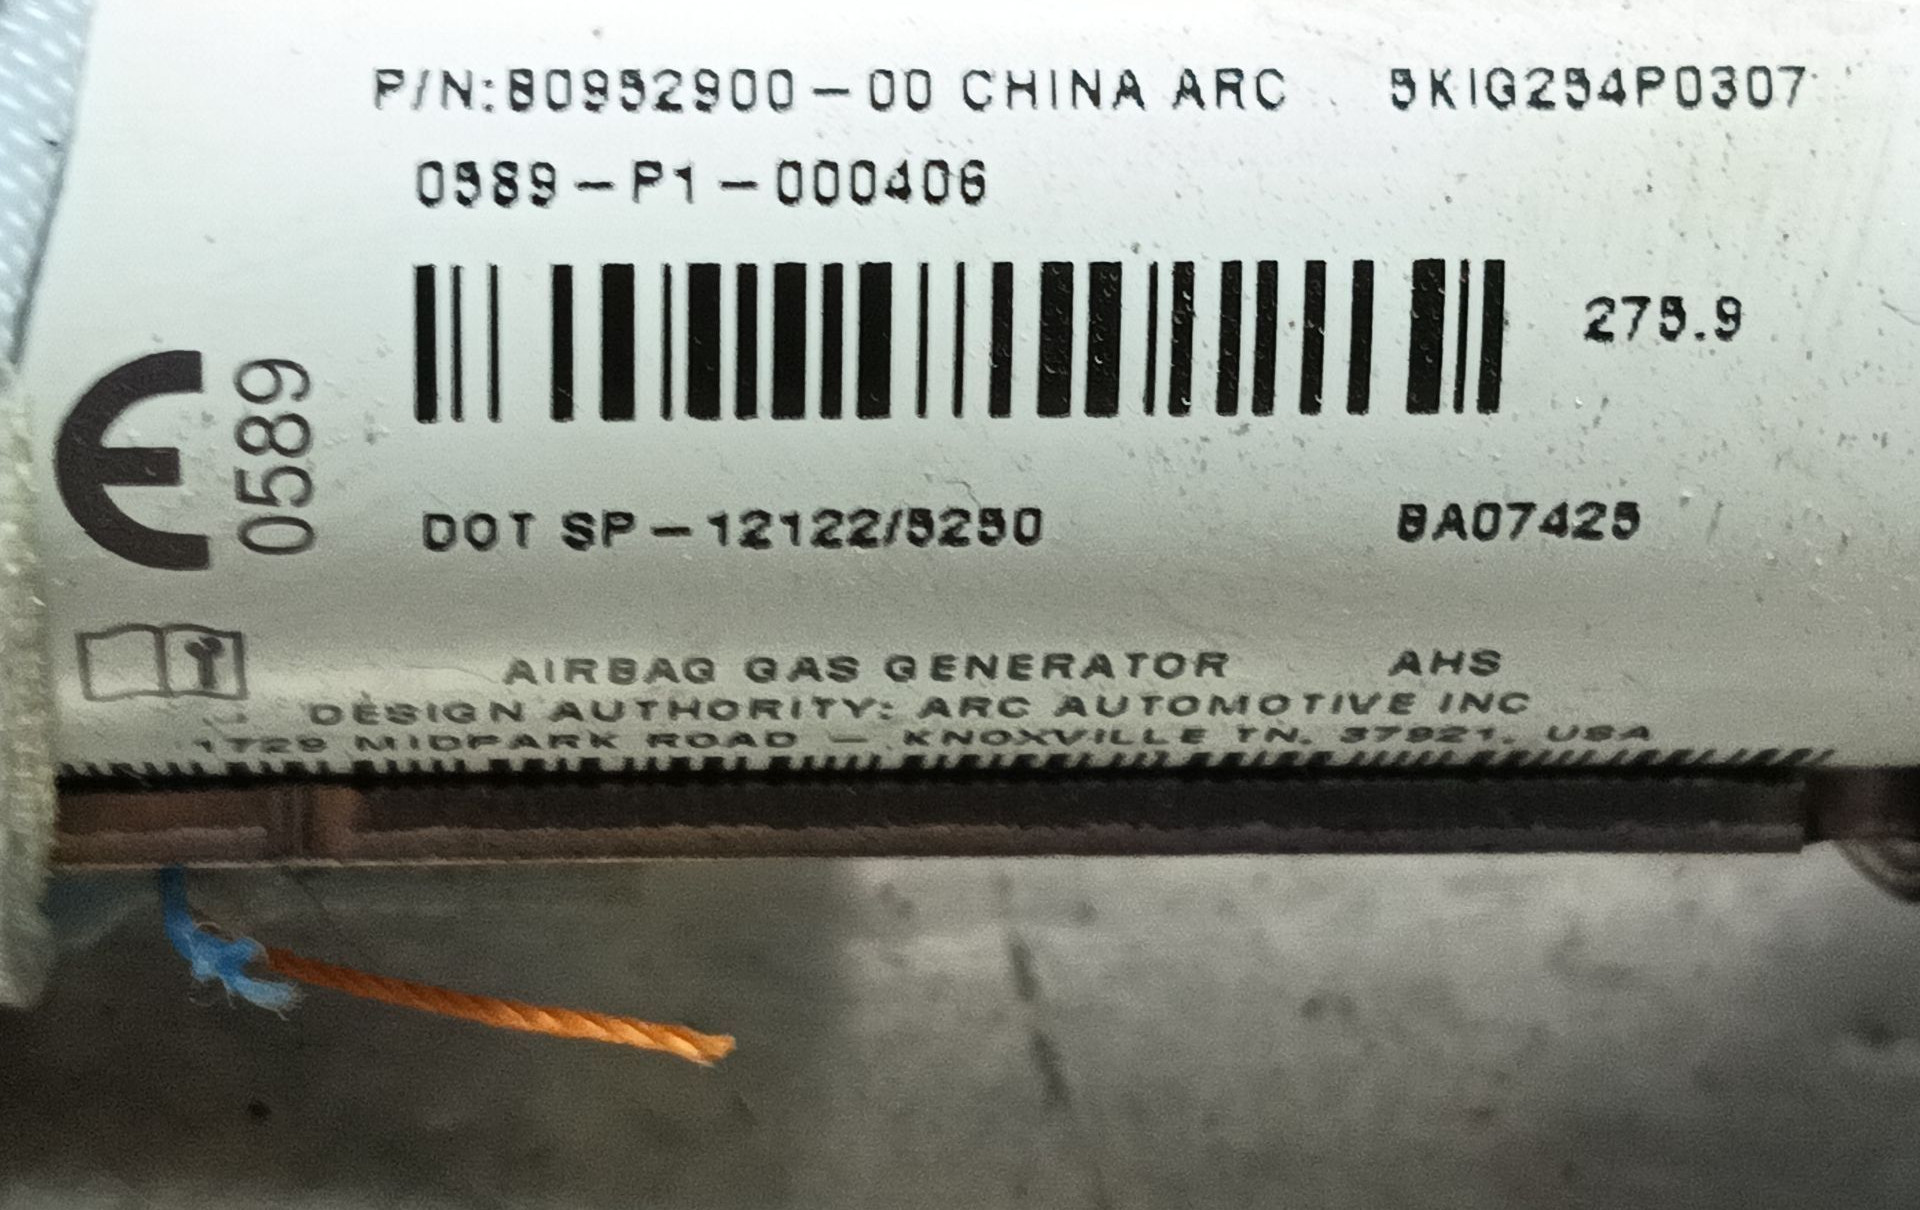 P/N:80952900-00 CHINA ARC 5KIG254P0307
0589-P1-000406
275.9
Є 0589
DOT SP-12122/5250 BA07425
AIRBAG GAS GENERATOR AHS
DESIGN AUTHORITY: ARC AUTOMOTIVE INC
1729 MIDPARK ROAD - KNOXVILLE TN. 37921. USA